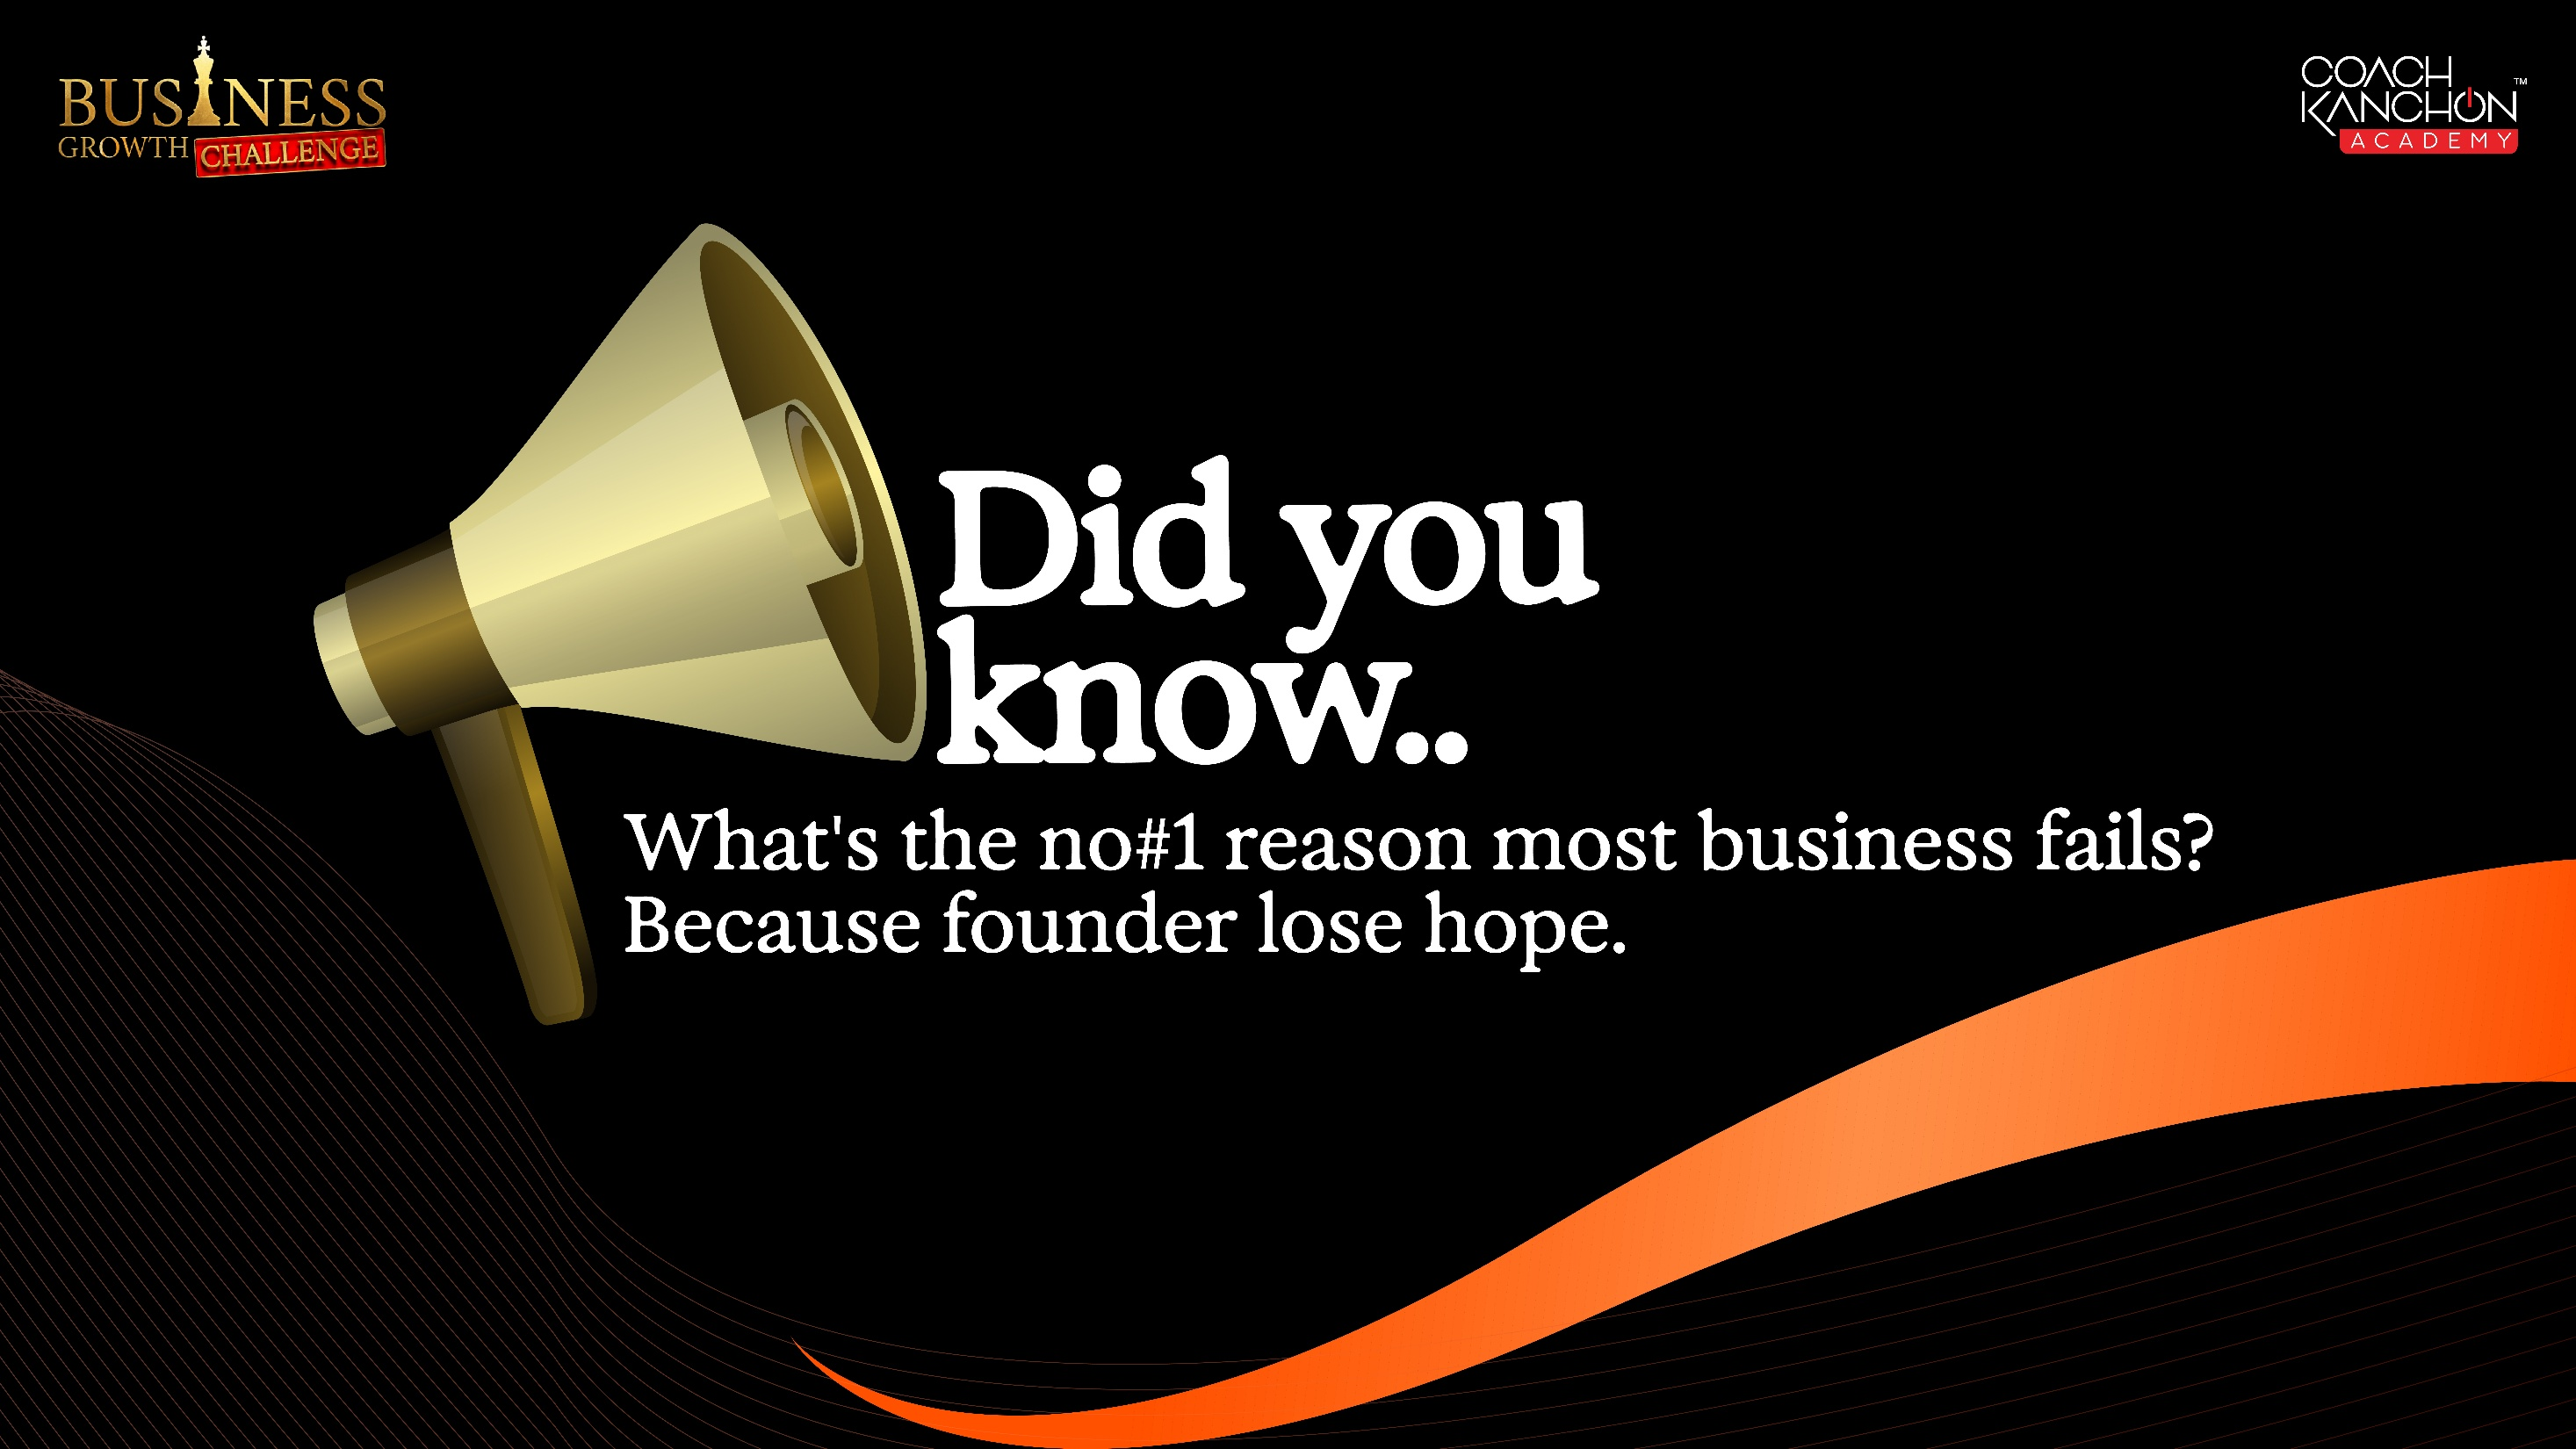 BUSINESS
GROWTH CHALLENGE
COACH
KANCHON™
ACADEMY
Did you
know..
What's the no#1 reason most business fails?
Because founder lose hope.